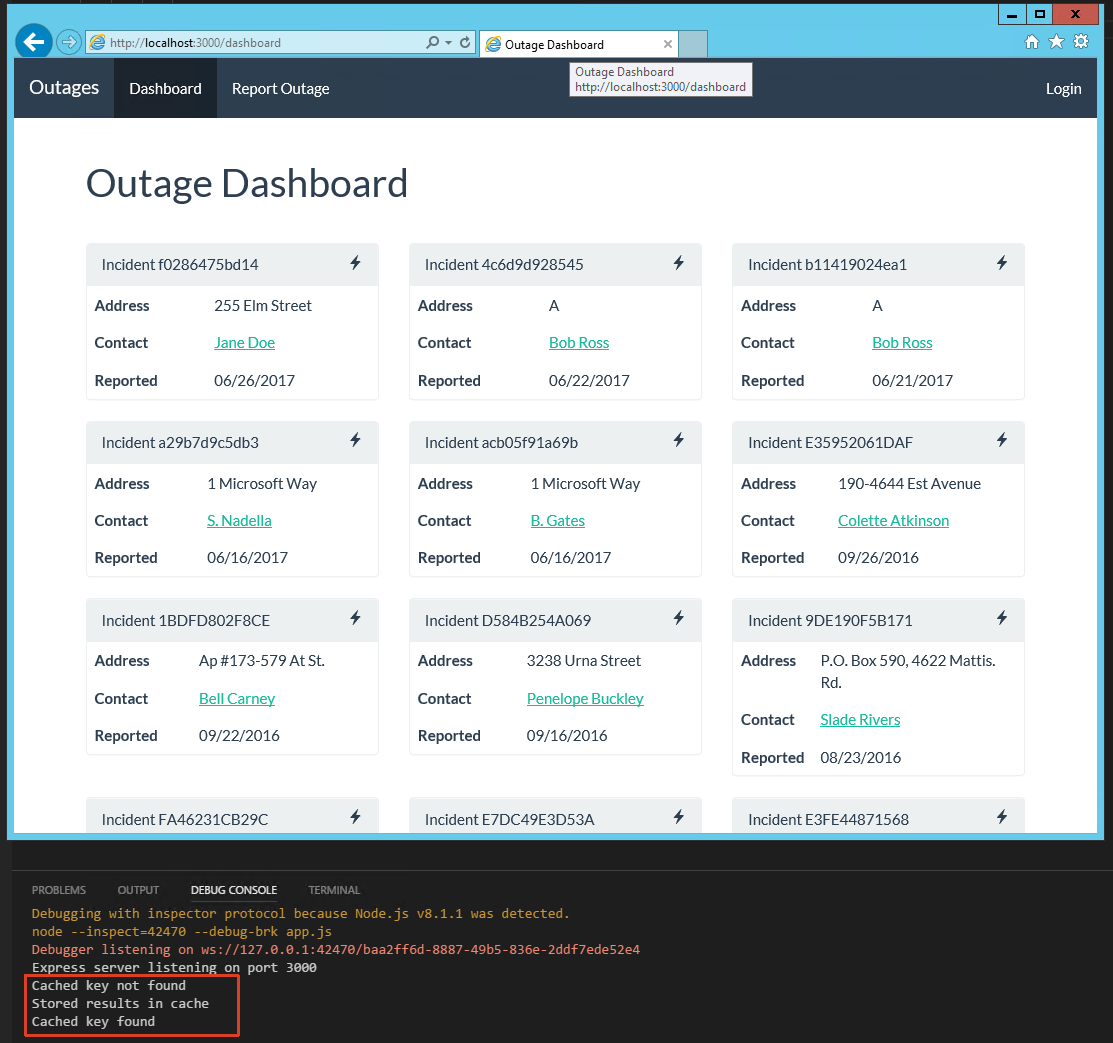 http://localhost:3000/dashboard
Outage Dashboard
Outage Dashboard
http://localhost:3000/dashboard
Outages Dashboard Report Outage Login
Outage Dashboard
Incident f0286475bd14
Address 255 Elm Street
Contact Jane Doe
Reported 06/26/2017
Incident 4c6d9d928545
Address A
Contact Bob Ross
Reported 06/22/2017
Incident b11419024ea1
Address A
Contact Bob Ross
Reported 06/21/2017
Incident a29b7d9c5db3
Address 1 Microsoft Way
Contact S. Nadella
Reported 06/16/2017
Incident acb05f91a69b
Address 1 Microsoft Way
Contact B. Gates
Reported 06/16/2017
Incident E35952061DAF
Address 190-4644 Est Avenue
Contact Colette Atkinson
Reported 09/26/2016
Incident 1BDFD802F8CE
Address Ap #173-579 At St.
Contact Bell Carney
Reported 09/22/2016
Incident D584B254A069
Address 3238 Urna Street
Contact Penelope Buckley
Reported 09/16/2016
Incident 9DE190F5B171
Address P.O. Box 590, 4622 Mattis.
Rd.
Contact Slade Rivers
Reported 08/23/2016
Incident FA46231CB29C
Incident E7DC49E3D53A
Incident E3FE44871568
PROBLEMS OUTPUT DEBUG CONSOLE TERMINAL
Debugging with inspector protocol because Node.js v8.1.1 was detected.
node --inspect=42470 --debug-brk app.js
Debugger listening on ws://127.0.0.1:42470/baa2ff6d-8887-49b5-836e-2ddf7ede52e4
Express server listening on port 3000
Cached key not found
Stored results in cache
Cached key found